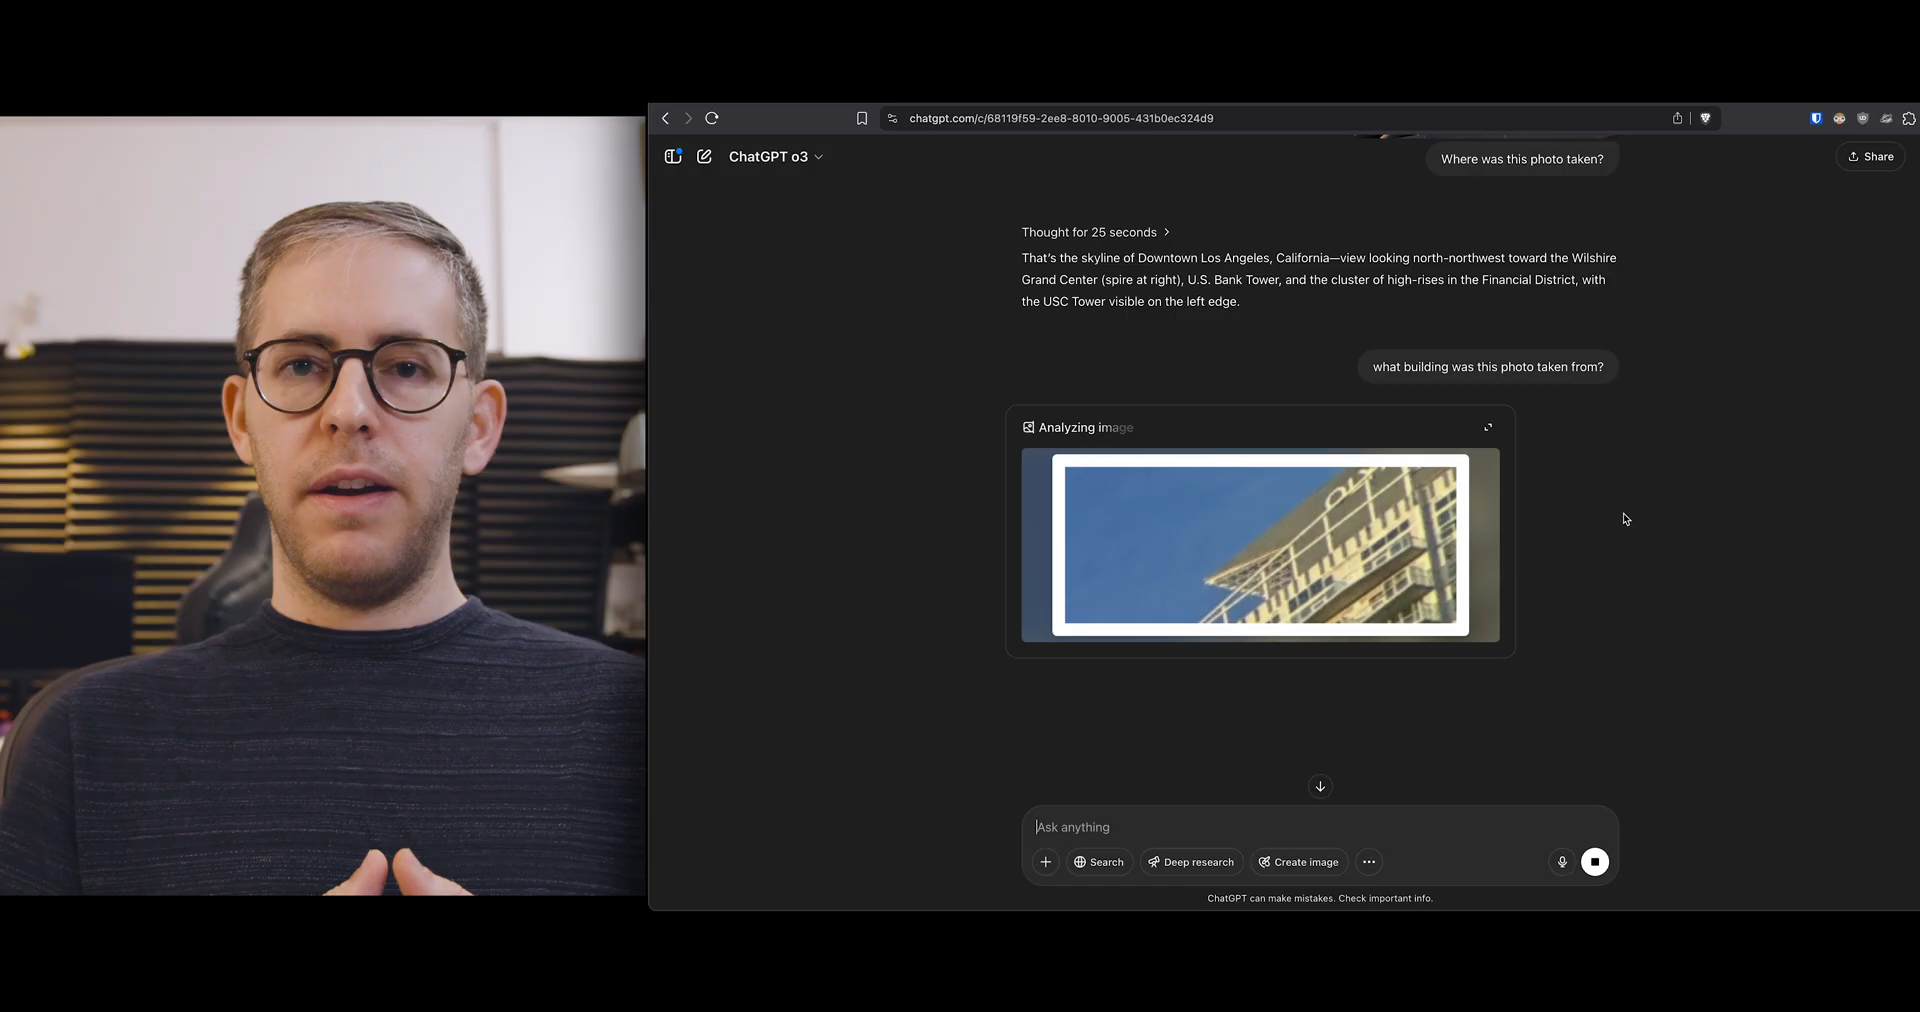 chatgpt.com/c/68119f59-2ee8-8010-9005-431b0ec324d9
ChatGPT o3
Share
Where was this photo taken?
Thought for 25 seconds
That's the skyline of Downtown Los Angeles, California—view looking north-northwest toward the Wilshire
Grand Center (spire at right), U.S. Bank Tower, and the cluster of high-rises in the Financial District, with
the USC Tower visible on the left edge.
what building was this photo taken from?
Analyzing image
Ask anything
Search
Deep research
Create image
ChatGPT can make mistakes. Check important info.